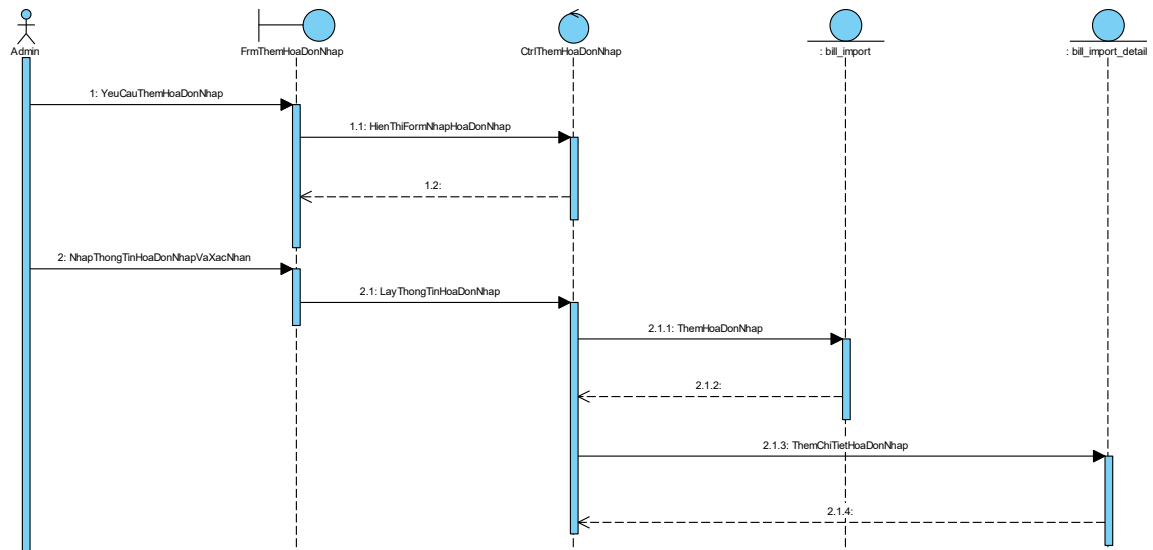 Admin
FrmThemHoaDonNhap
CtrlThemHoaDonNhap
: bill_import
: bill_import_detail
1: YeuCauThemHoaDonNhap
1.1: HienThiFormNhapHoaDonNhap
1.2:
2: NhapThongTinHoaDonNhapVaXacNhan
2.1: LayThongTinHoaDonNhap
2.1.1: ThemHoaDonNhap
2.1.2:
2.1.3: ThemChiTietHoaDonNhap
2.1.4: